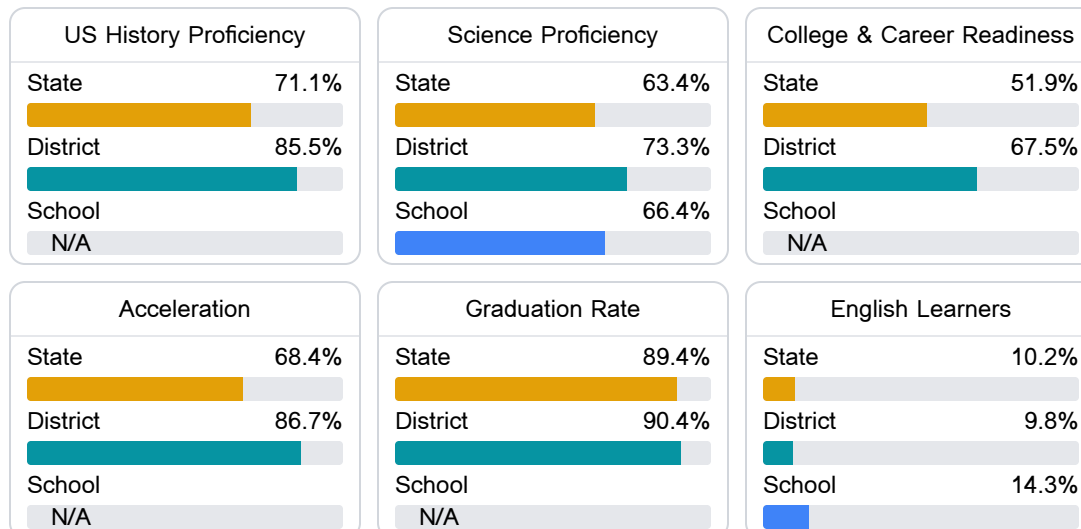 US History Proficiency
State 71.1%
District 85.5%
School
N/A
Science Proficiency
State 63.4%
District 73.3%
School 66.4%
College & Career Readiness
State 51.9%
District 67.5%
School
N/A
Acceleration
State 68.4%
District 86.7%
School
N/A
Graduation Rate
State 89.4%
District 90.4%
School
N/A
English Learners
State 10.2%
District 9.8%
School 14.3%